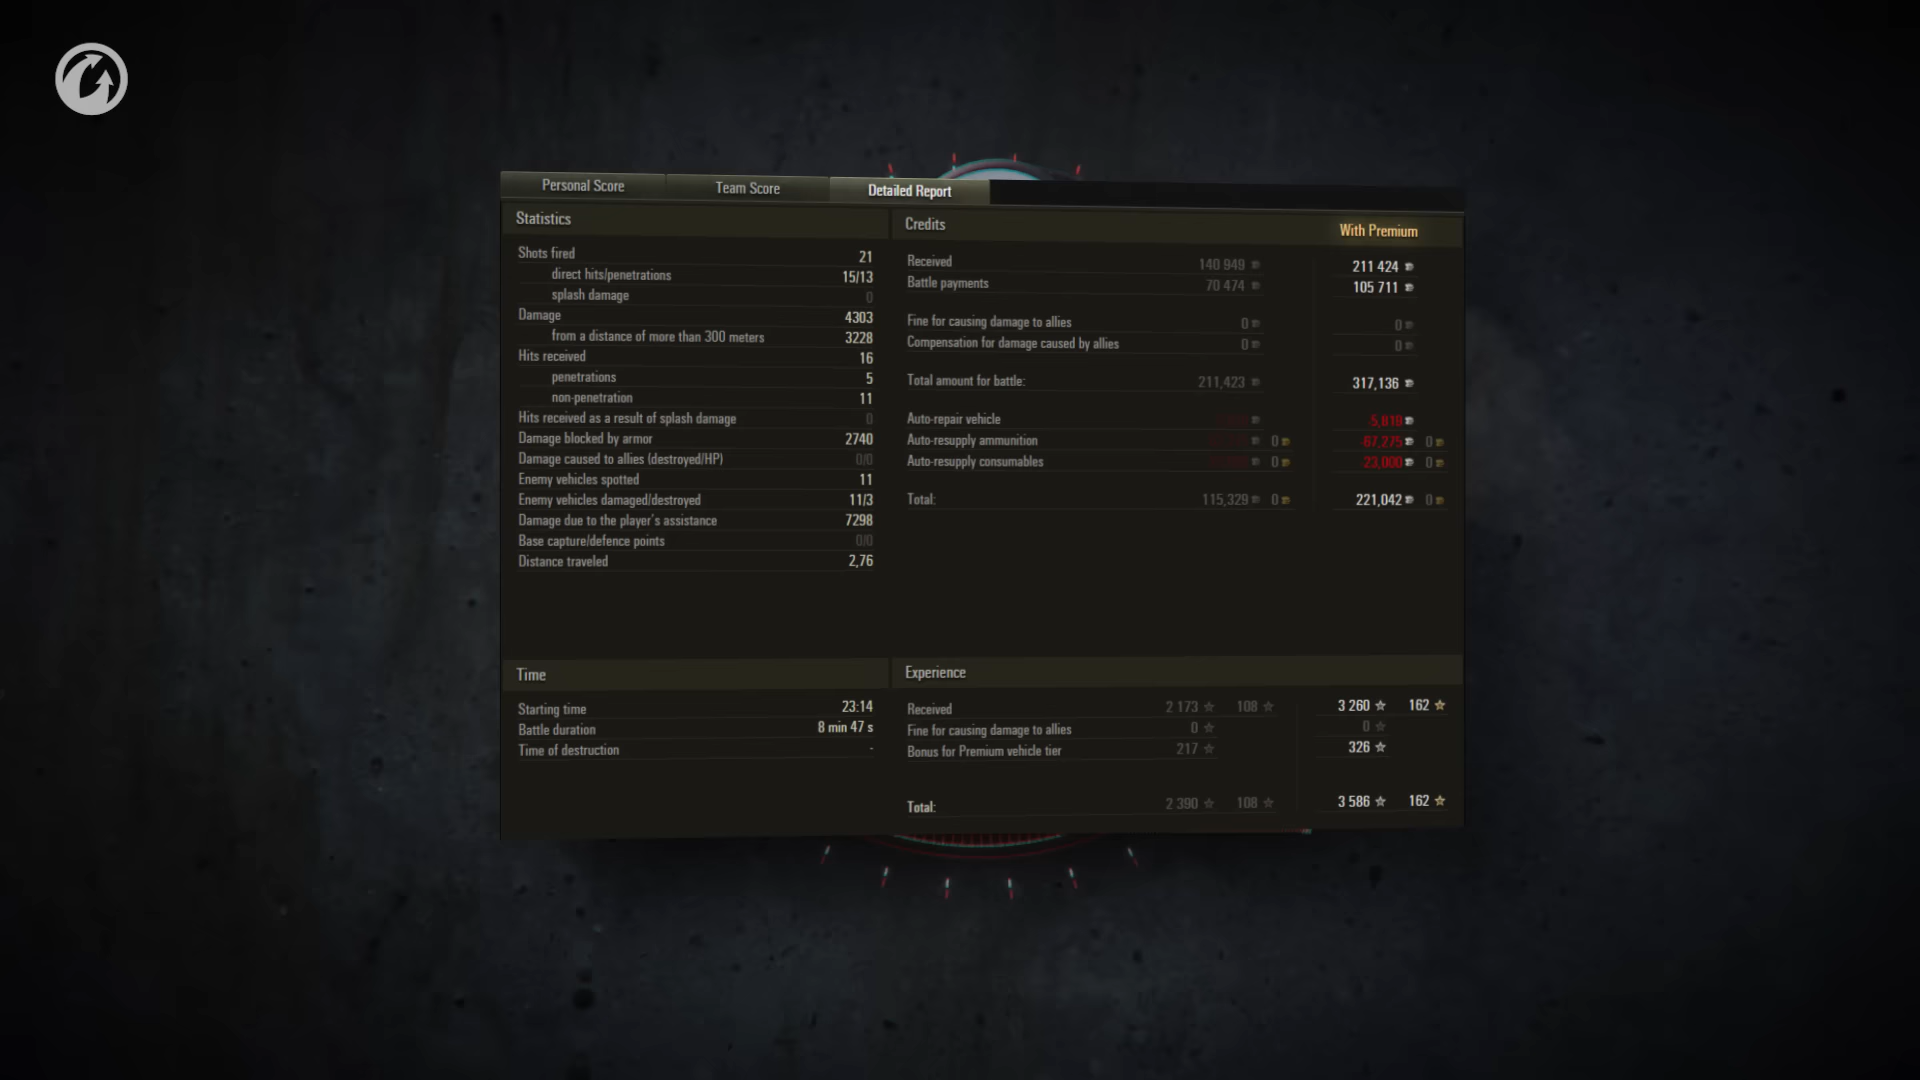 Personal Score
Team Score
Detailed Report
Statistics
Shots fired 21
direct hits/penetrations 15/13
splash damage 0
Damage 4303
from a distance of more than 300 meters 3228
Hits received 16
penetrations 5
non-penetration 11
Hits received as a result of splash damage 0
Damage blocked by armor 2740
Damage caused to allies (destroyed/HP) 0/0
Enemy vehicles spotted 11
Enemy vehicles damaged/destroyed 11/3
Damage due to the player's assistance 7298
Base capture/defence points 0/0
Distance traveled 2,76
Credits With Premium
Received 140 949 211 424
Battle payments 70 474 105 711
Fine for causing damage to allies 0 0
Compensation for damage caused by allies 0 0
Total amount for battle: 211,423 317,136
Auto-repair vehicle -5,819
Auto-resupply ammunition 0 -67,275 0
Auto-resupply consumables 0 -23,000 0
Total: 115,329 0 221,042 0
Time
Starting time 23:14
Battle duration 8 min 47 s
Time of destruction -
Experience
Received 2 173 108 3 260 162
Fine for causing damage to allies 0 0
Bonus for Premium vehicle tier 217 326
Total: 2 390 108 3 586 162